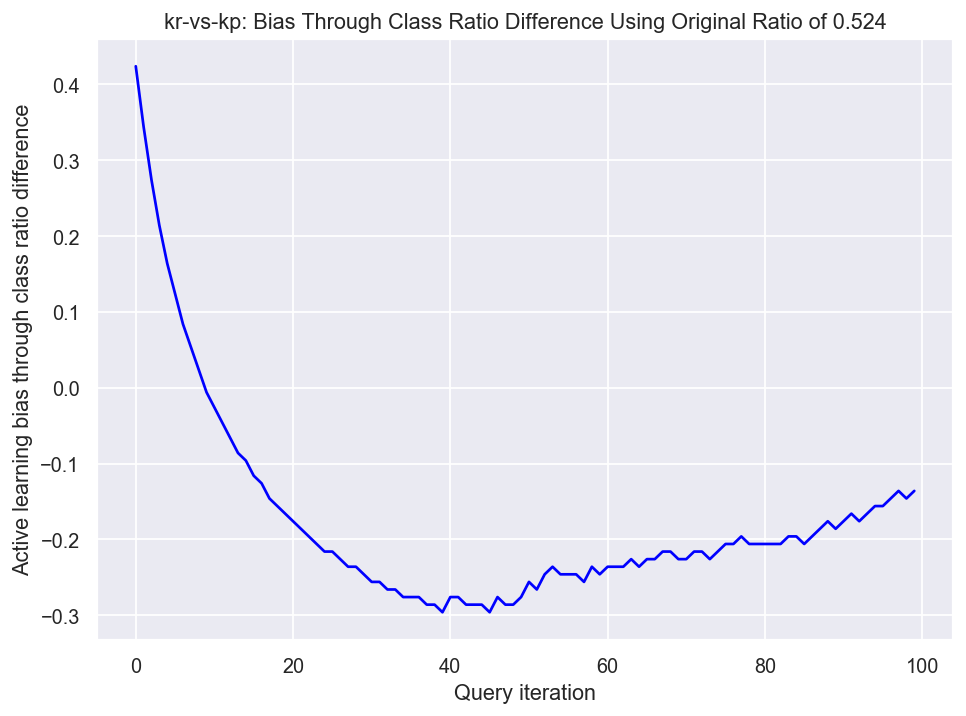 kr-vs-kp: Bias Through Class Ratio Difference Using Original Ratio of 0.524
Active learning bias through class ratio difference
0.4
0.3
0.2
0.1
0.0
−0.1
−0.2
−0.3
0 20 40 60 80 100
Query iteration